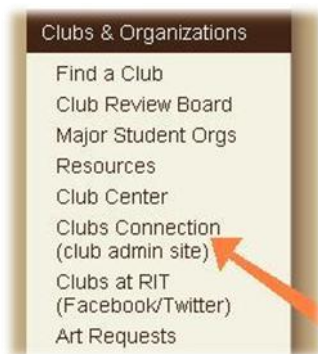 Clubs & Organizations
Find a Club
Club Review Board
Major Student Orgs
Resources
Club Center
Clubs Connection
(club admin site)
Clubs at RIT
(Facebook/Twitter)
Art Requests